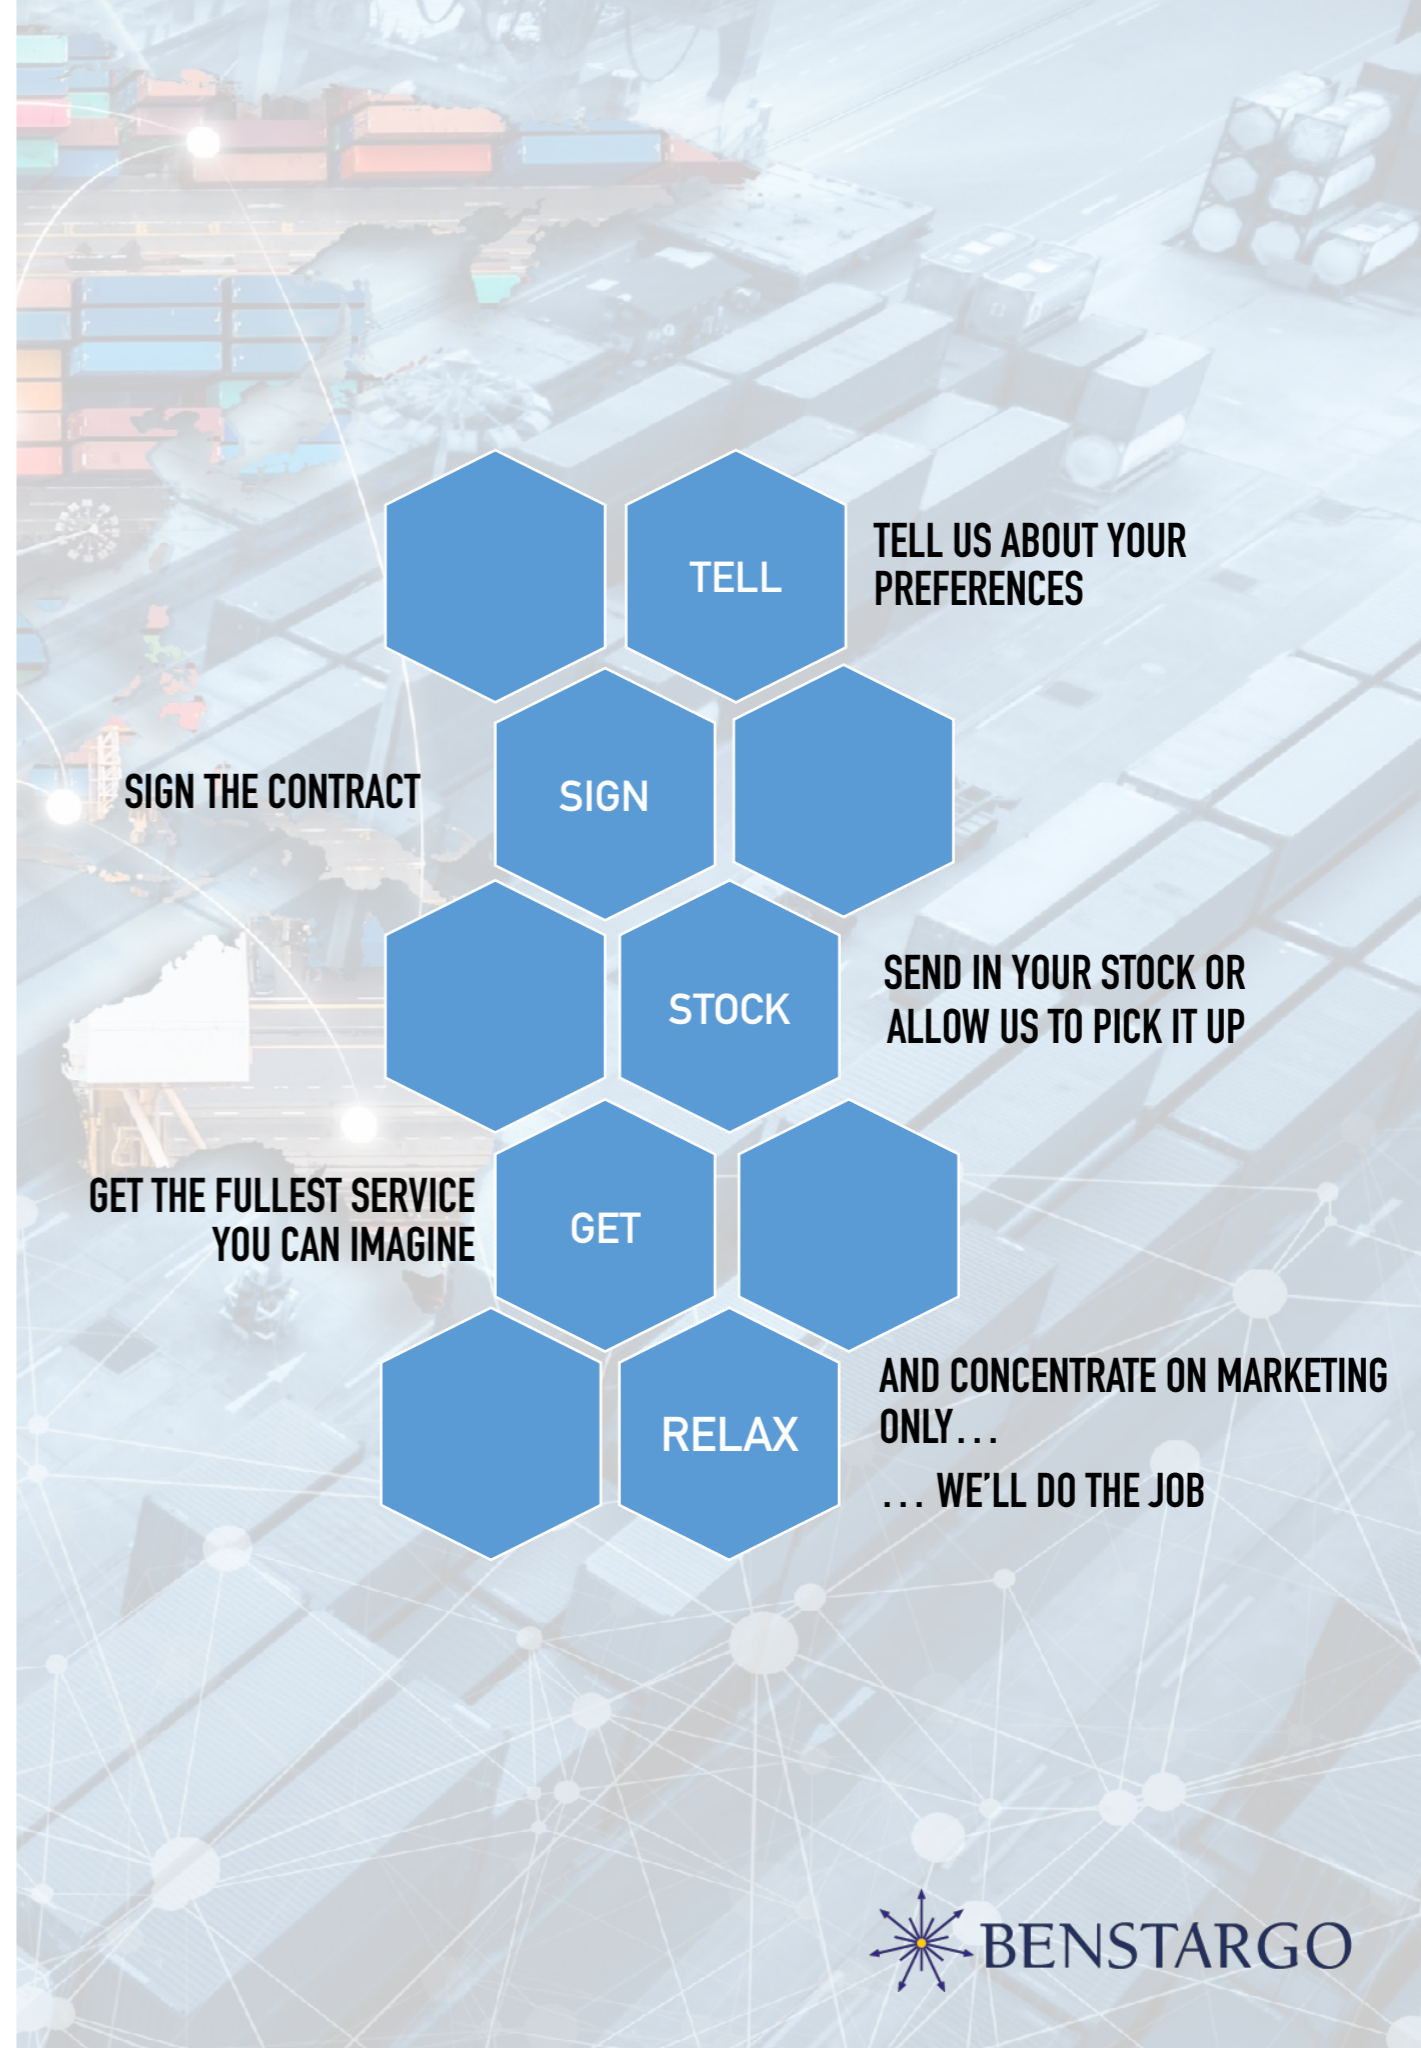 TELL
TELL US ABOUT YOUR
PREFERENCES
SIGN THE CONTRACT
SIGN
STOCK
SEND IN YOUR STOCK OR
ALLOW US TO PICK IT UP
GET THE FULLEST SERVICE
YOU CAN IMAGINE
GET
RELAX
AND CONCENTRATE ON MARKETING
ONLY...
... WE'LL DO THE JOB
BENSTARGO